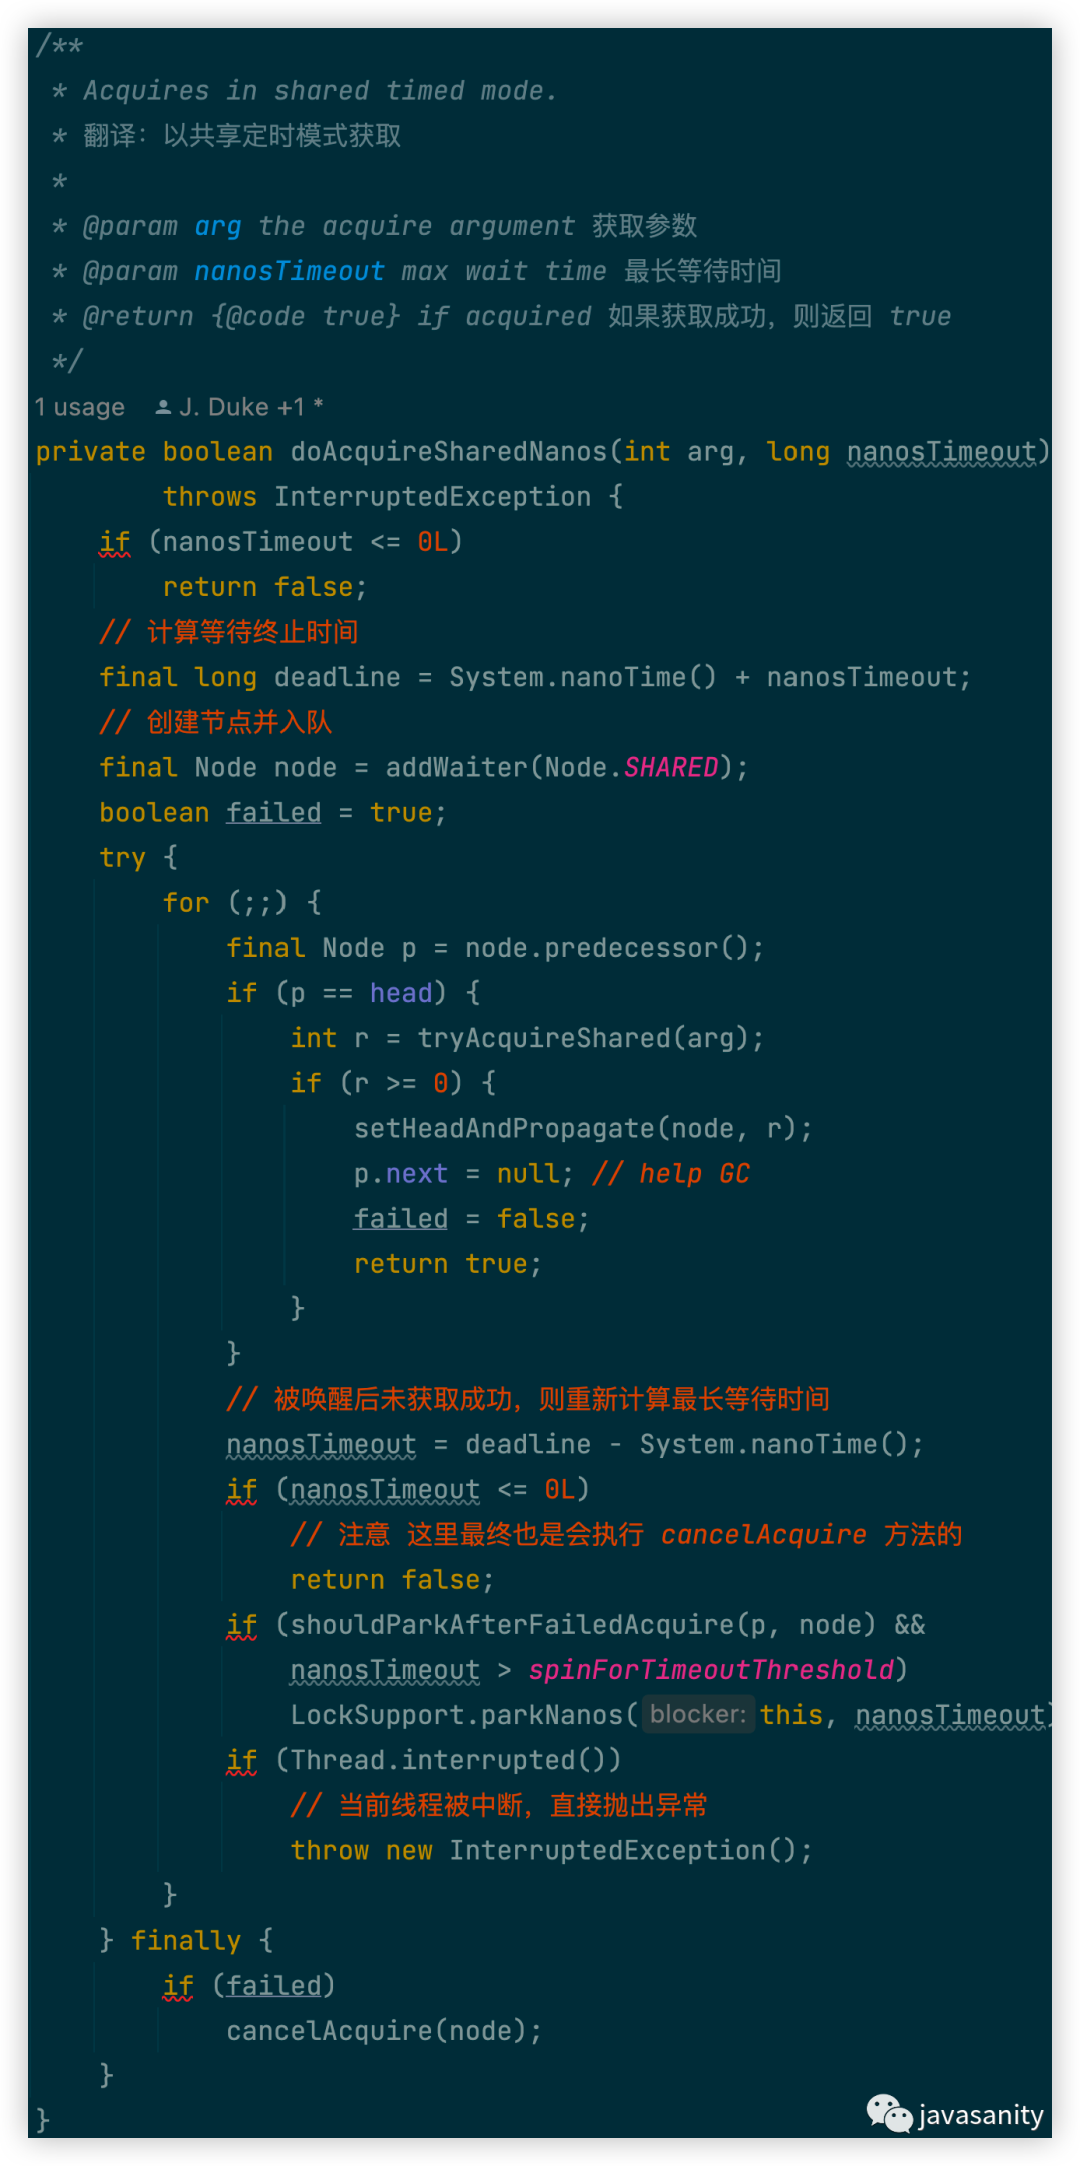 /**
 * Acquires in shared timed mode.
 * 翻译：以共享定时模式获取
 *
 * @param arg the acquire argument 获取参数
 * @param nanosTimeout max wait time 最长等待时间
 * @return {@code true} if acquired 如果获取成功，则返回 true
 */
1 usage J. Duke +1 *
private boolean doAcquireSharedNanos(int arg, long nanosTimeout)
        throws InterruptedException {
    if (nanosTimeout <= 0L)
        return false;
    // 计算等待终止时间
    final long deadline = System.nanoTime() + nanosTimeout;
    // 创建节点并入队
    final Node node = addWaiter(Node.SHARED);
    boolean failed = true;
    try {
        for (;;) {
            final Node p = node.predecessor();
            if (p == head) {
                int r = tryAcquireShared(arg);
                if (r >= 0) {
                    setHeadAndPropagate(node, r);
                    p.next = null; // help GC
                    failed = false;
                    return true;
                }
            }
            // 被唤醒后未获取成功，则重新计算最长等待时间
            nanosTimeout = deadline - System.nanoTime();
            if (nanosTimeout <= 0L)
                // 注意 这里最终也是会执行 cancelAcquire 方法的
                return false;
            if (shouldParkAfterFailedAcquire(p, node) &&
                nanosTimeout > spinForTimeoutThreshold)
                LockSupport.parkNanos( blocker: this, nanosTimeout)
            if (Thread.interrupted())
                // 当前线程被中断，直接抛出异常
                throw new InterruptedException();
        }
    } finally {
        if (failed)
            cancelAcquire(node);
    }
}
javasanity